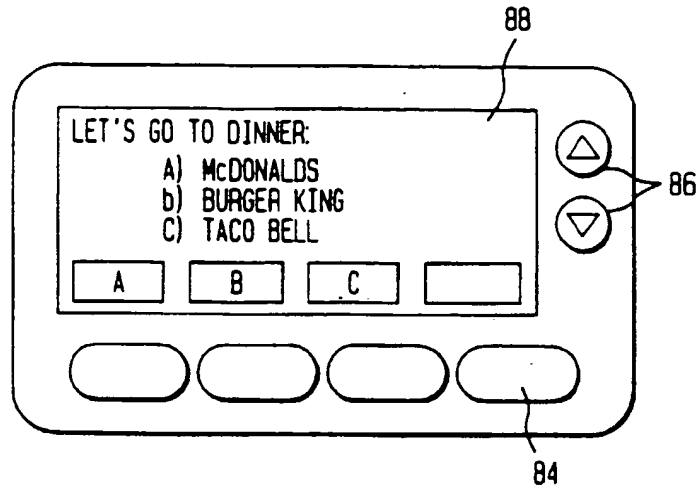 88
LET'S GO TO DINNER:
A) McDONALDS
b) BURGER KING
C) TACO BELL
86
A B C
84